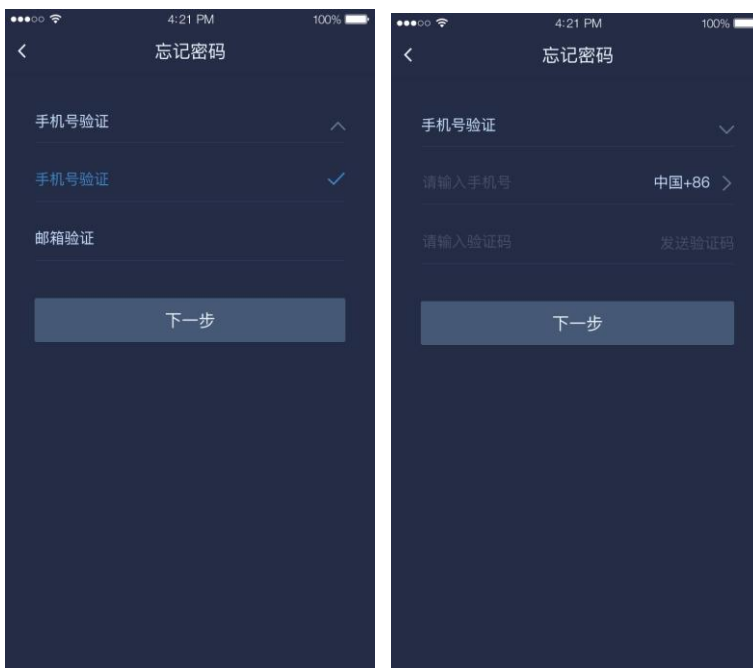 4:21 PM 100%
忘记密码
手机号验证
手机号验证
邮箱验证
下一步
4:21 PM 100%
忘记密码
手机号验证
请输入手机号 中国+86
请输入验证码 发送验证码
下一步